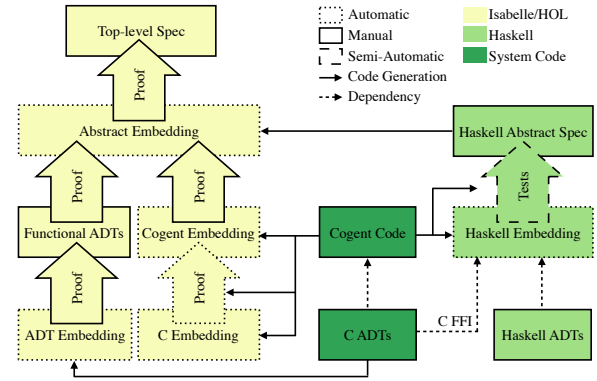 Top-level Spec
Automatic
Manual
Semi-Automatic
Code Generation
Dependency
Isabelle/HOL
Haskell
System Code
Proof
Abstract Embedding
Haskell Abstract Spec
Proof
Proof
Tests
Functional ADTs
Cogent Embedding
Cogent Code
Haskell Embedding
Proof
Proof
C FFI
ADT Embedding
C Embedding
C ADTs
Haskell ADTs